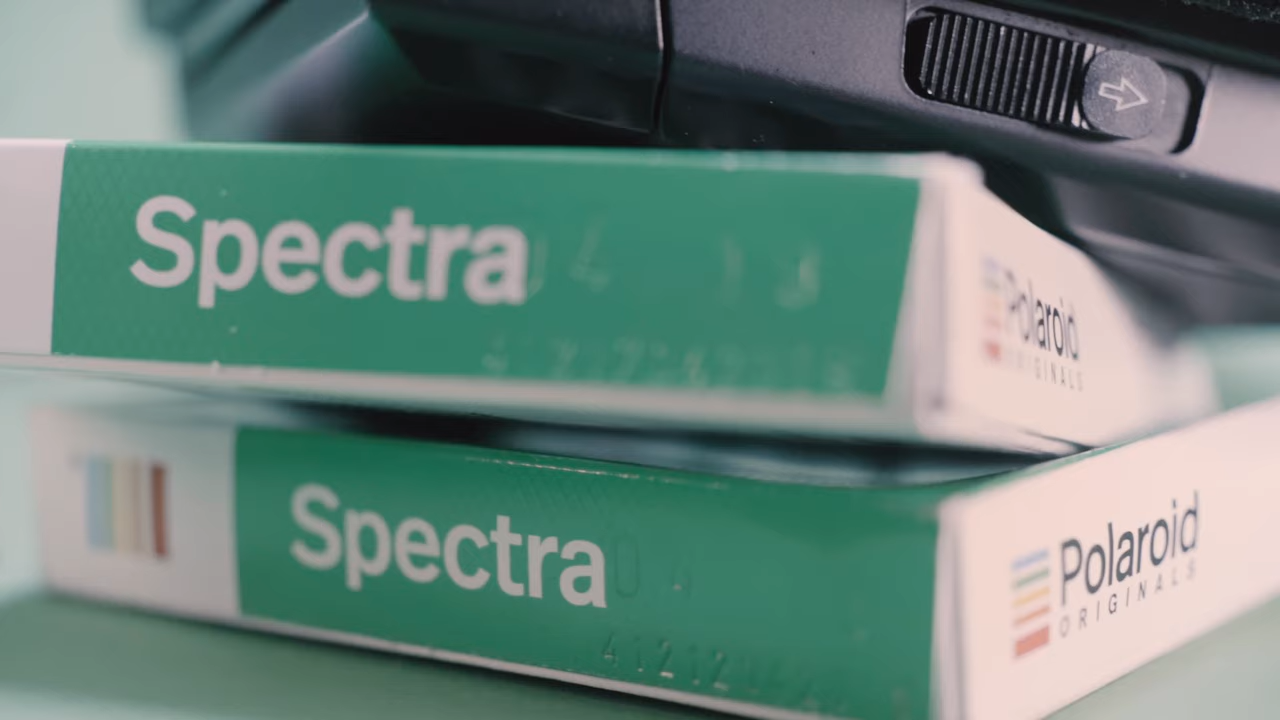 Spectra
Polaroid
ORIGINALS
Spectra
Polaroid
ORIGINALS